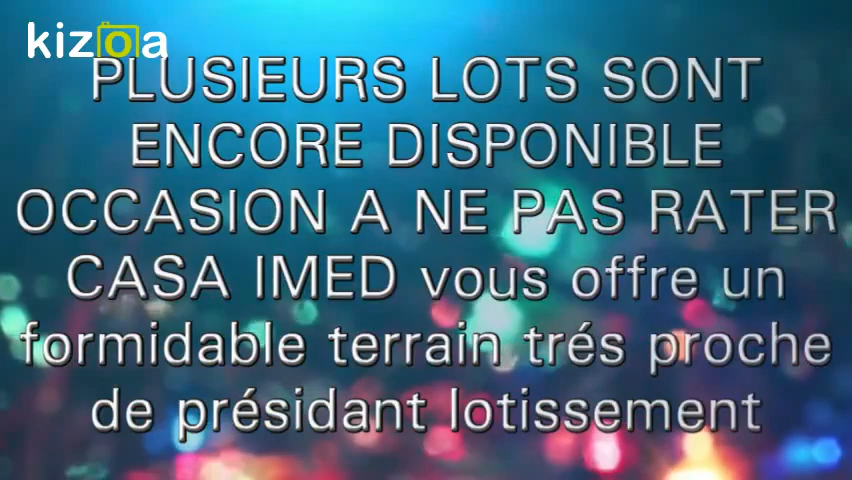 kizoa
PLUSIEURS LOTS SONT
ENCORE DISPONIBLE
OCCASION A NE PAS RATER
CASA IMED vous offre un
formidable terrain trés proche
de présidant lotissement